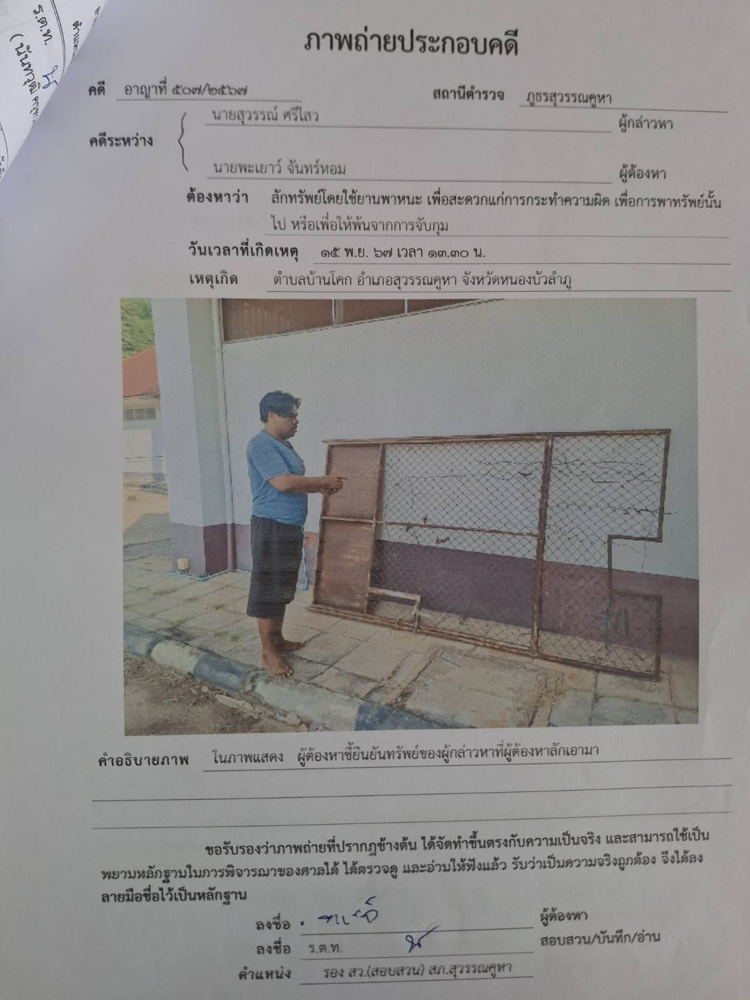 ร.ต.ท.
(นันทวุฒิ
ภาพถ่ายประกอบคดี
คดี อาญาที่ ๕๐๗/๒๕๖๗ สถานีตำรวจ ภูธรสุวรรณคูหา
นายสุวรรณ์ ศรีไสว ผู้กล่าวหา
คดีระหว่าง
นายพะเยาว์ จันทร์หอม ผู้ต้องหา
ต้องหาว่า ลักทรัพย์โดยใช้ยานพาหนะ เพื่อสะดวกแก่การกระทำความผิด เพื่อการพาทรัพย์นั้น
ไป หรือเพื่อให้พ้นจากการจับกุม
วันเวลาที่เกิดเหตุ ๑๕ พ.ย. ๖๗ เวลา ๑๓.๓๐ น.
เหตุเกิด ตำบลบ้านโคก อำเภอสุวรรณคูหา จังหวัดหนองบัวลำภู
คำอธิบายภาพ ในภาพแสดง ผู้ต้องหาชี้ยืนยันทรัพย์ของผู้กล่าวหาที่ผู้ต้องหาลักเอามา
ขอรับรองว่าภาพถ่ายที่ปรากฎข้างต้น ได้จัดทำขึ้นตรงกับความเป็นจริง และสามารถใช้เป็น
พยานหลักฐานในการพิจารณาของศาลได้ ได้ตรวจดู และอ่านให้ฟังแล้ว รับว่าเป็นความจริงถูกต้อง จึงได้ลง
ลายมือชื่อไว้เป็นหลักฐาน
ลงชื่อ ผู้ต้องหา
ลงชื่อ ร.ต.ท. สอบสวน/บันทึก/อ่าน
ตำแหน่ง รอง สว.(สอบสวน) สภ.สุวรรณคูหา